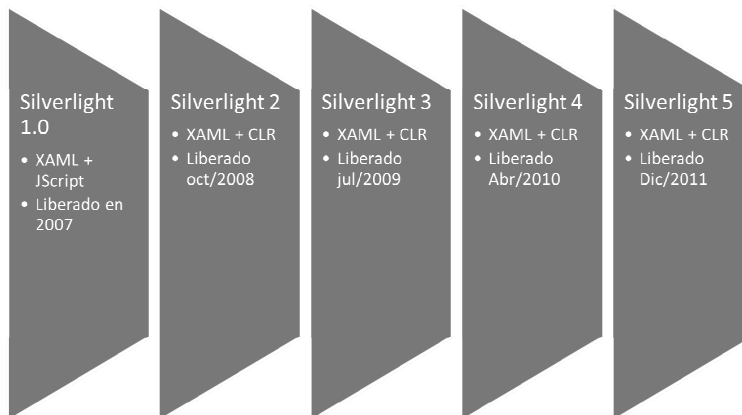 Silverlight
1.0
• XAML +
JScript
• Liberado en
2007
Silverlight 2
• XAML + CLR
• Liberado
oct/2008
Silverlight 3
• XAML + CLR
• Liberado
jul/2009
Silverlight 4
• XAML + CLR
• Liberado
Abr/2010
Silverlight 5
• XAML + CLR
• Liberado
Dic/2011